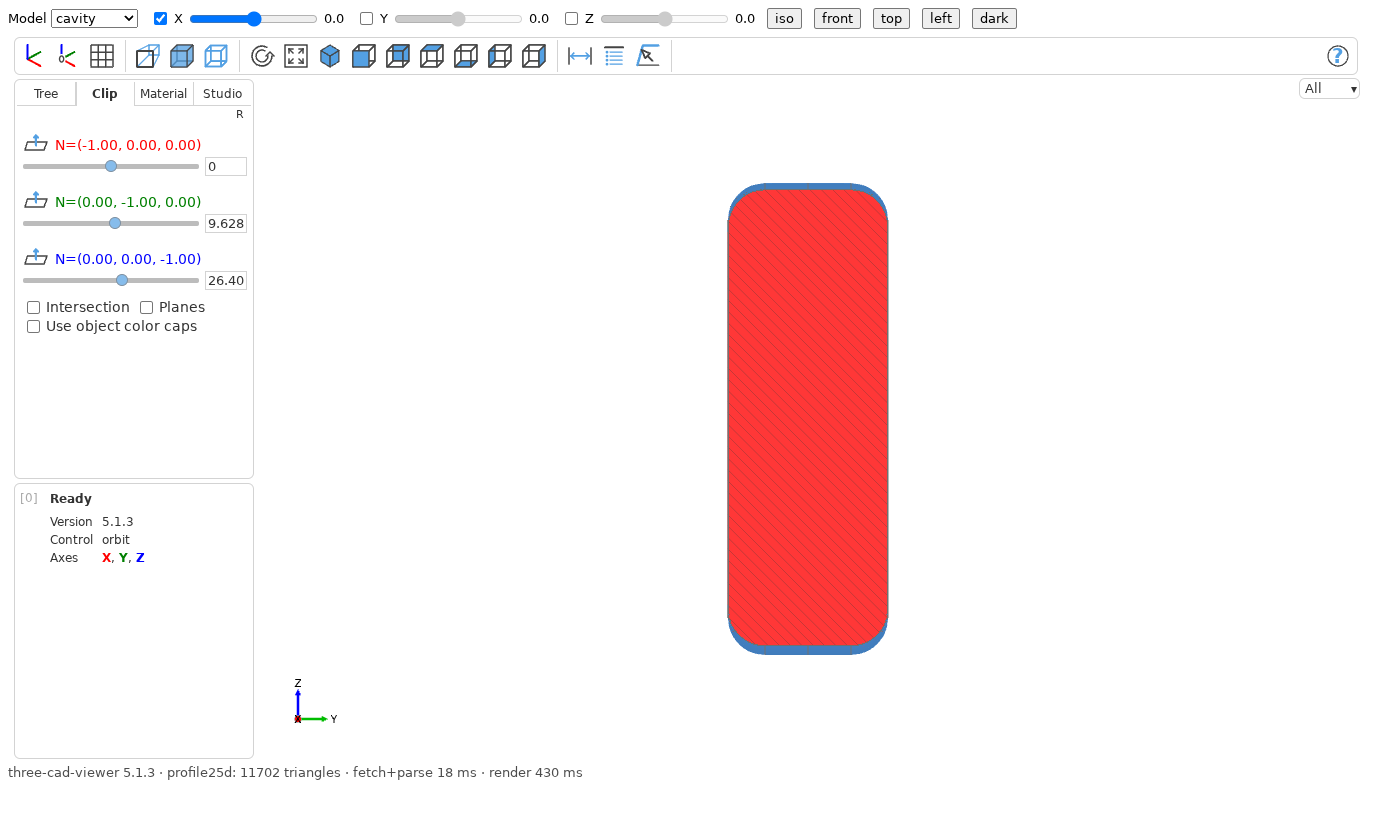 Model cavity X 0.0 Y 0.0 Z 0.0 iso front top left dark
All
Tree Clip Material Studio
R
N=(-1.00, 0.00, 0.00)
0
N=(0.00, -1.00, 0.00)
9.628
N=(0.00, 0.00, -1.00)
26.40
Intersection Planes
Use object color caps
[0] Ready
Version 5.1.3
Control orbit
Axes X, Y, Z
Z
X Y
three-cad-viewer 5.1.3 · profile25d: 11702 triangles · fetch+parse 18 ms · render 430 ms